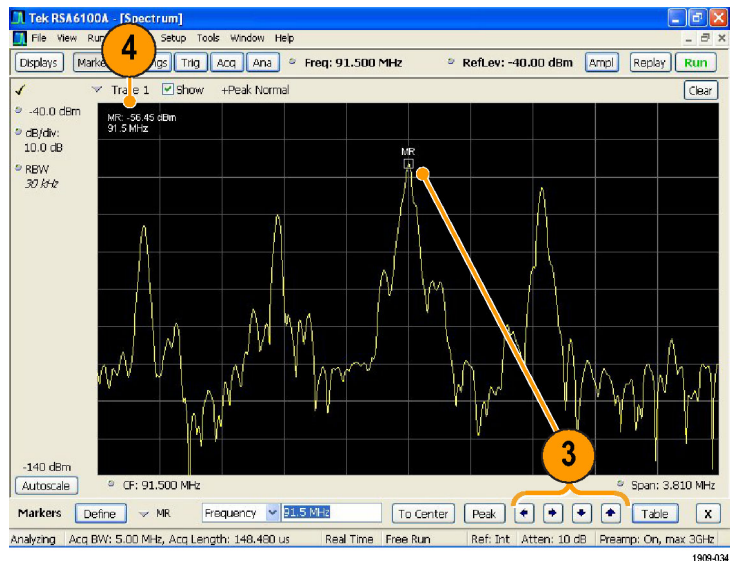 Tek RSA6100A - [Spectrum]
File View Run Setup Tools Window Help
Displays Trig Acq Ana Freq: 91.500 MHz RefLev: -40.00 dBm Ampl Replay Run
4
Trace 1 Show +Peak Normal Clear
-40.0 dBm
dB/div:
10.0 dB
RBW
30 kHz
MR: -56.45 dBm
91.5 MHz
MR
3
-140 dBm
Autoscale CF: 91.500 MHz Span: 3.810 MHz
Markers Define MR Frequency 91.5 MHz To Center Peak Table X
Analyzing Acq BW: 5.00 MHz, Acq Length: 148.480 us Real Time Free Run Ref: Int Atten: 10 dB Preamp: On, max 3GHz
1909-034